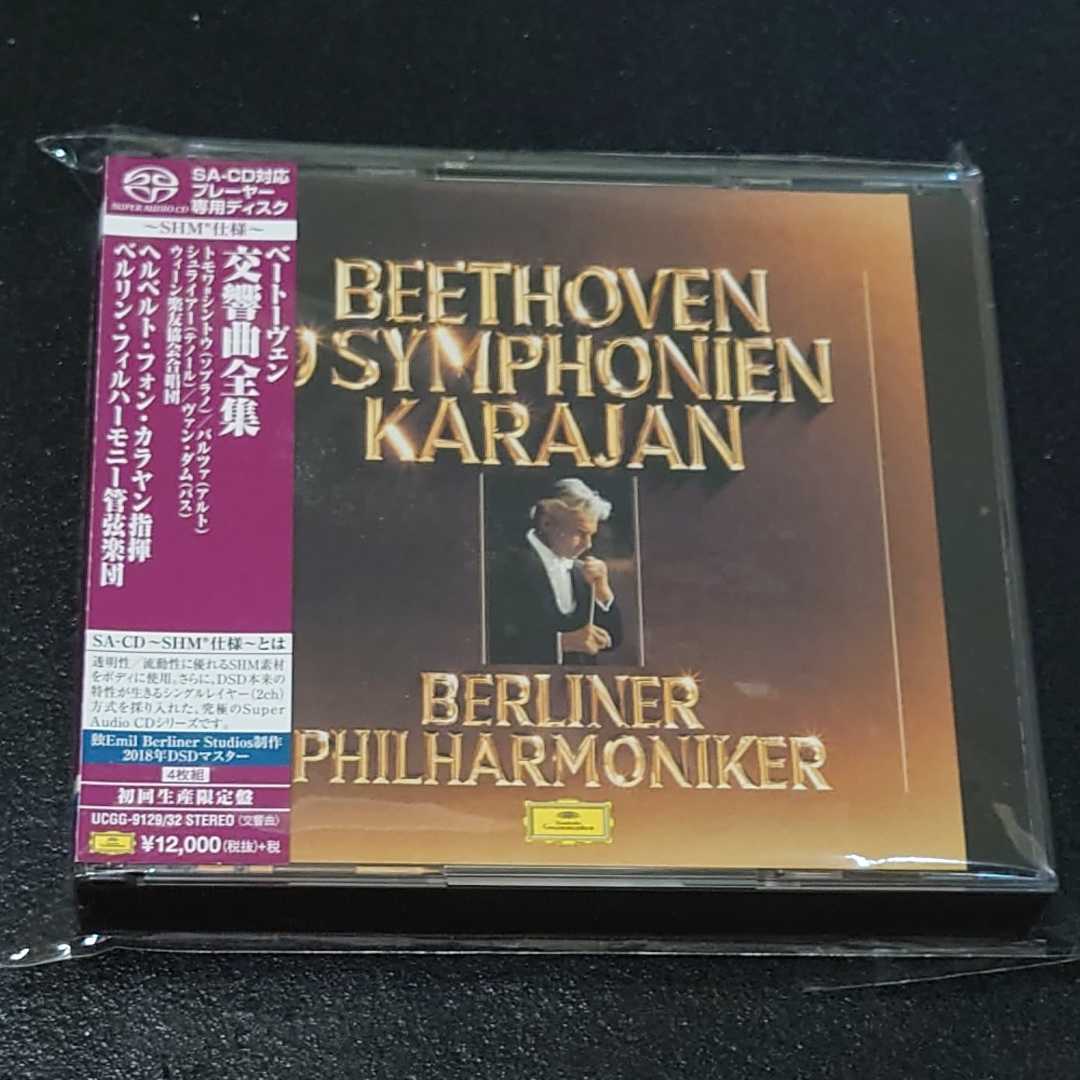 SUPER AUDIO CD
SA-CD対応
プレーヤー
専用ディスク
～SHM®仕様～
ベートーヴェン
交響曲全集
トモワ=シントウ(ソプラノ)／バルツァ(アルト)
シュライアー(テノール)／ヴァン・ダム(バス)
ウィーン楽友協会合唱団
ヘルベルト・フォン・カラヤン指揮
ベルリン・フィルハーモニー管弦楽団
SA-CD～SHM®仕様～とは
透明性／流動性に優れるSHM素材
をボディに使用。さらに、DSD本来の
特性が生きるシングルレイヤー(2ch)
方式を採り入れた、究極のSuper
Audio CDシリーズです。
独Emil Berliner Studios制作
2018年DSDマスター
4枚組
初回生産限定盤
UCGG-9129/32 STEREO (交響曲)
¥12,000(税抜)+税
BEETHOVEN
9 SYMPHONIEN
KARAJAN
BERLINER
PHILHARMONIKER
Deutsche
Grammophon